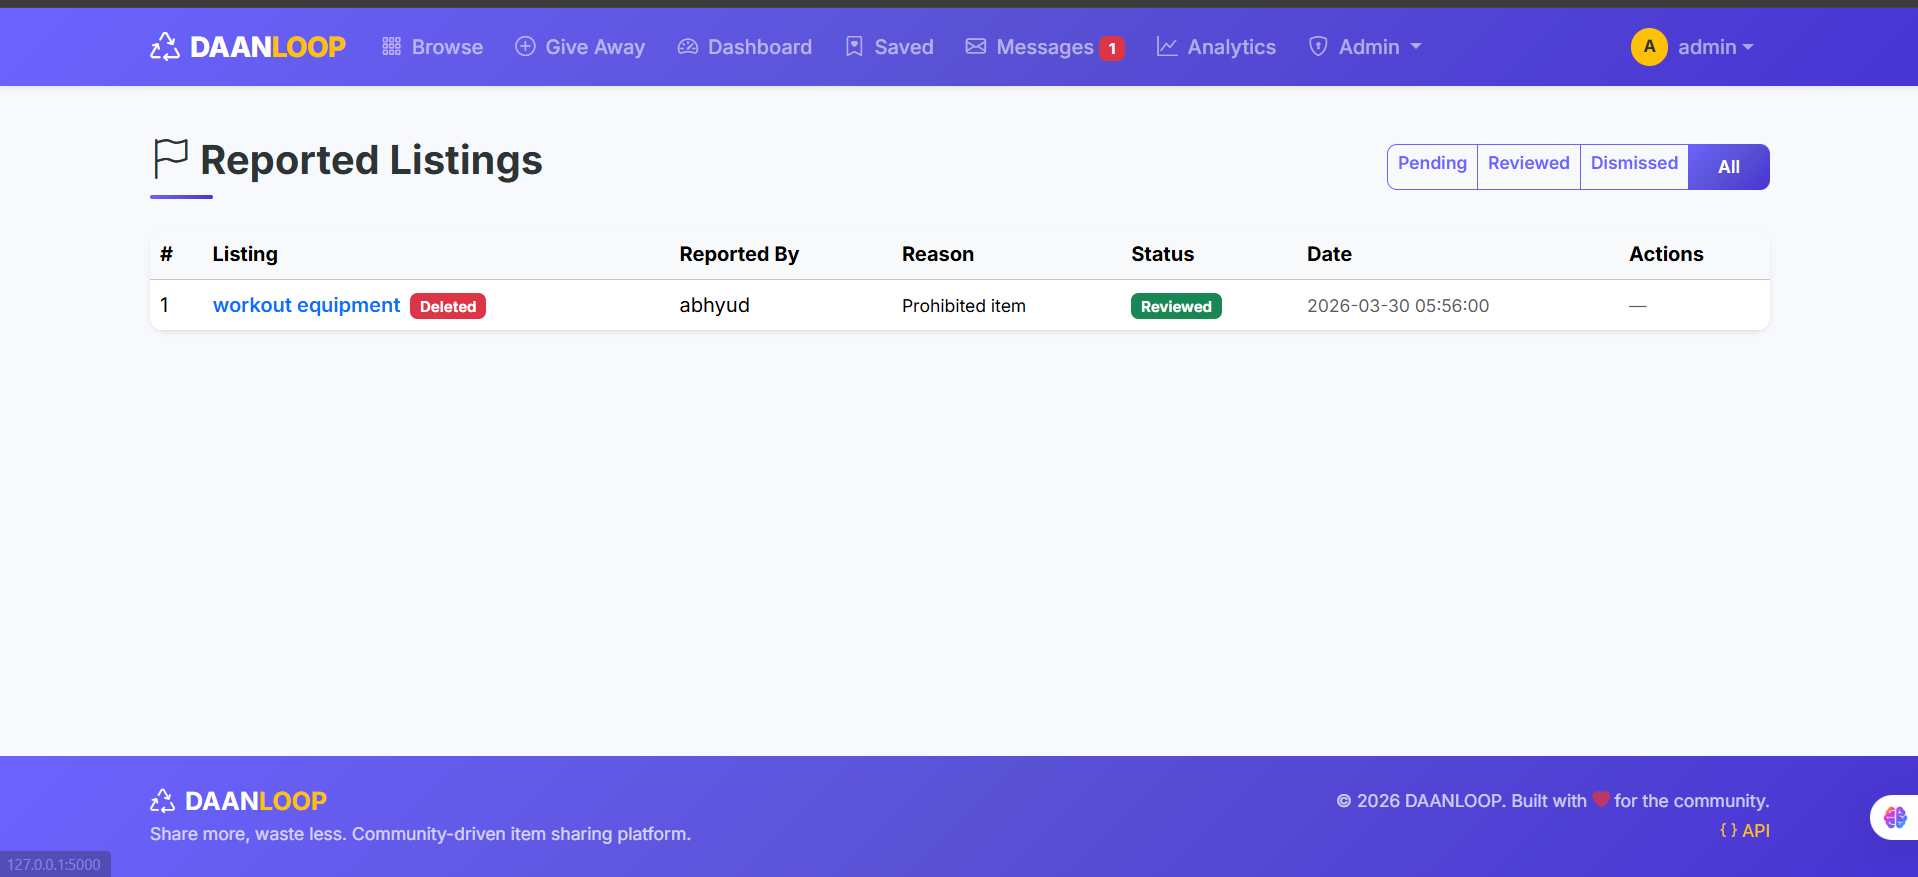 DAANLOOP Browse Give Away Dashboard Saved Messages 1 Analytics Admin A admin
Reported Listings
Pending Reviewed Dismissed All
# Listing Reported By Reason Status Date Actions
1 workout equipment Deleted abhyud Prohibited item Reviewed 2026-03-30 05:56:00 —
DAANLOOP
Share more, waste less. Community-driven item sharing platform.
© 2026 DAANLOOP. Built with ❤ for the community.
{} API
127.0.0.1:5000